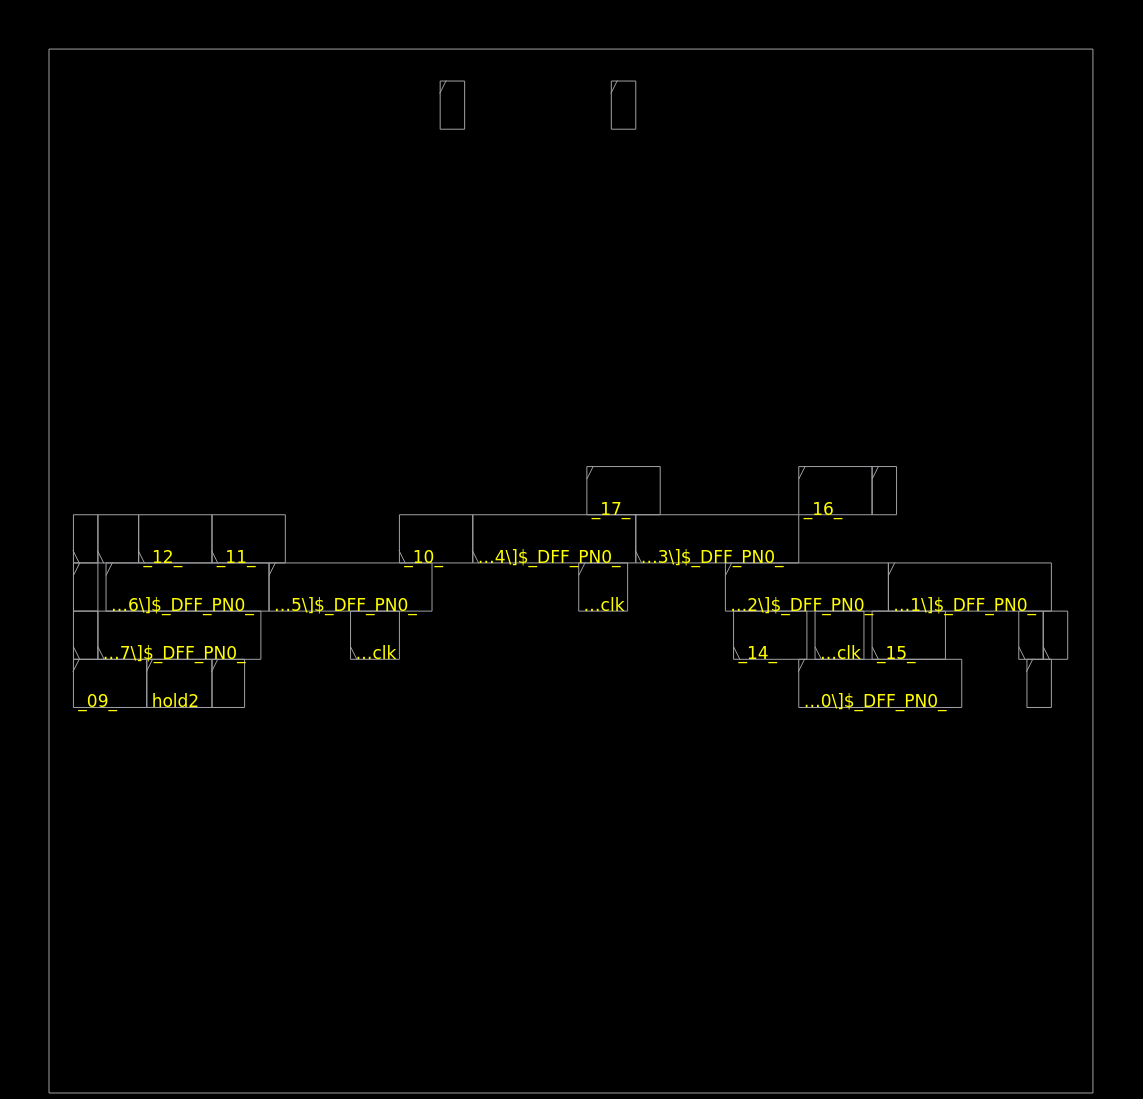 _17_ _16_
_12_ _11_ _10_ ...4\]$_DFF_PN0_ ...3\]$_DFF_PN0_
...6\]$_DFF_PN0_ ...5\]$_DFF_PN0_ ...clk ...2\]$_DFF_PN0_ ...1\]$_DFF_PN0_
...7\]$_DFF_PN0_ ...clk _14_ ...clk _15_
_09_ hold2 ...0\]$_DFF_PN0_